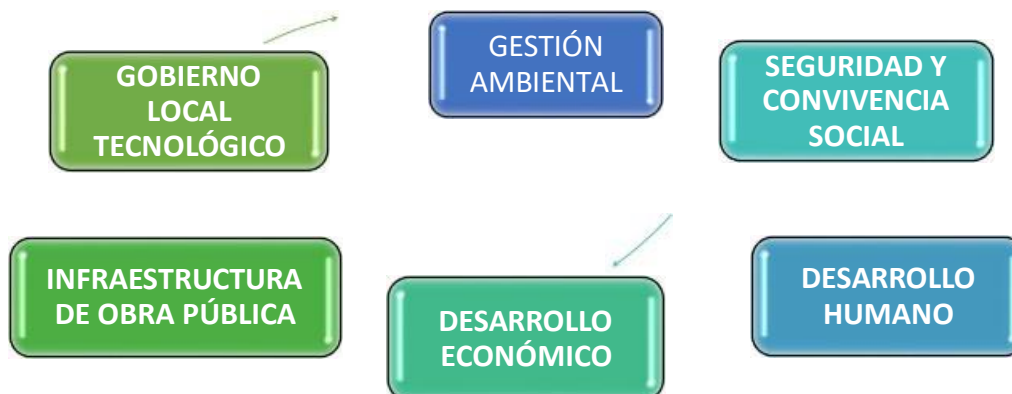 GOBIERNO
LOCAL
TECNOLÓGICO
GESTIÓN
AMBIENTAL
SEGURIDAD Y
CONVIVENCIA
SOCIAL
INFRAESTRUCTURA
DE OBRA PÚBLICA
DESARROLLO
ECONÓMICO
DESARROLLO
HUMANO